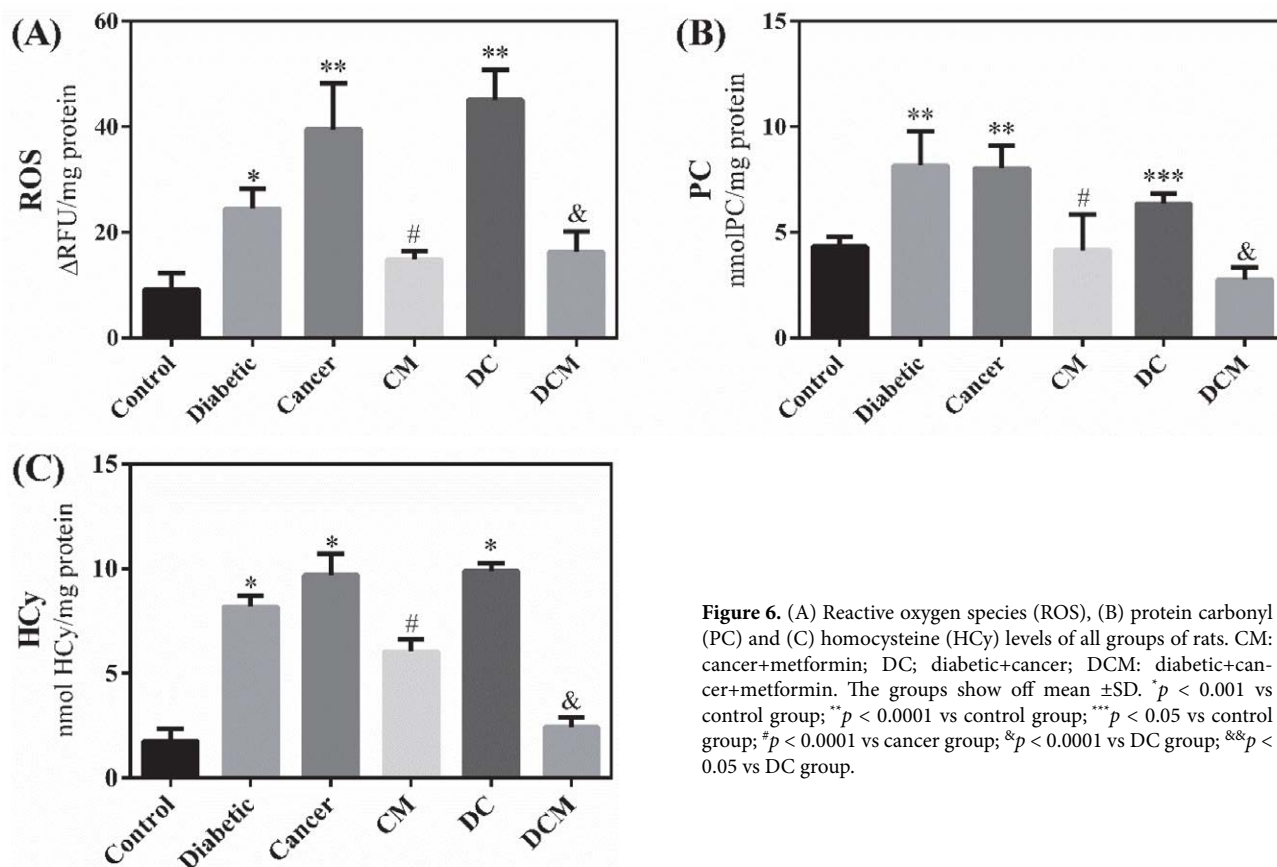 (A)
ROS
ΔRFU/mg protein
60
40
20
0
*
**
#
**
&
Control
Diabetic
Cancer
CM
DC
DCM
(B)
PC
nmolPC/mg protein
15
10
5
0
**
**
#
***
&
Control
Diabetic
Cancer
CM
DC
DCM
(C)
HCy
nmol HCy/mg protein
15
10
5
0
*
*
#
*
&
Control
Diabetic
Cancer
CM
DC
DCM
Figure 6. (A) Reactive oxygen species (ROS), (B) protein carbonyl
(PC) and (C) homocysteine (HCy) levels of all groups of rats. CM:
cancer+metformin; DC; diabetic+cancer; DCM: diabetic+can-
cer+metformin. The groups show off mean ±SD. *p < 0.001 vs
control group; **p < 0.0001 vs control group; ***p < 0.05 vs control
group; #p < 0.0001 vs cancer group; &p < 0.0001 vs DC group; &&p <
0.05 vs DC group.